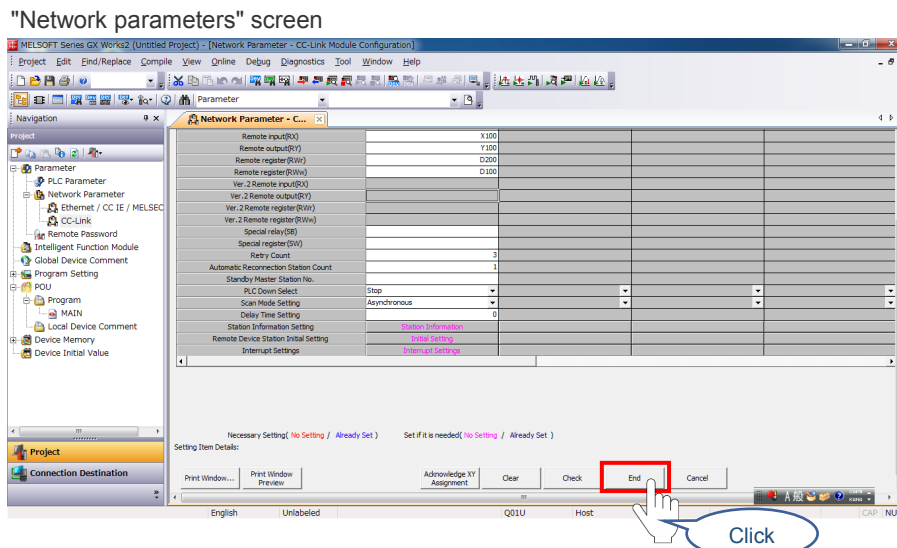 "Network parameters" screen
MELSOFT Series GX Works2 (Untitled Project) - [Network Parameter - CC-Link Module Configuration]
Project Edit Find/Replace Compile View Online Debug Diagnostics Tool Window Help
Parameter
Navigation
Network Parameter - C...
Project
Parameter
PLC Parameter
Network Parameter
Ethernet / CC IE / MELSEC
CC-Link
Remote Password
Intelligent Function Module
Global Device Comment
Program Setting
POU
Program
MAIN
Local Device Comment
Device Memory
Device Initial Value
Remote input(RX) X100
Remote output(RY) Y100
Remote register(RWr) D200
Remote register(RWw) D100
Ver.2 Remote input(RX)
Ver.2 Remote output(RY)
Ver.2 Remote register(RWr)
Ver.2 Remote register(RWw)
Special relay(SB)
Special register(SW)
Retry Count 3
Automatic Reconnection Station Count 1
Standby Master Station No.
PLC Down Select Stop
Scan Mode Setting Asynchronous
Delay Time Setting 0
Station Information Setting Station Information
Remote Device Station Initial Setting Initial Setting
Interrupt Settings Interrupt Settings
Necessary Setting( No Setting / Already Set ) Set if it is needed( No Setting / Already Set )
Setting Item Details:
Project
Connection Destination
Print Window...
Print Window
Preview
Acknowledge XY
Assignment
Clear
Check
End
Cancel
A 般
English Unlabeled Q01U Host CAP NU
Click